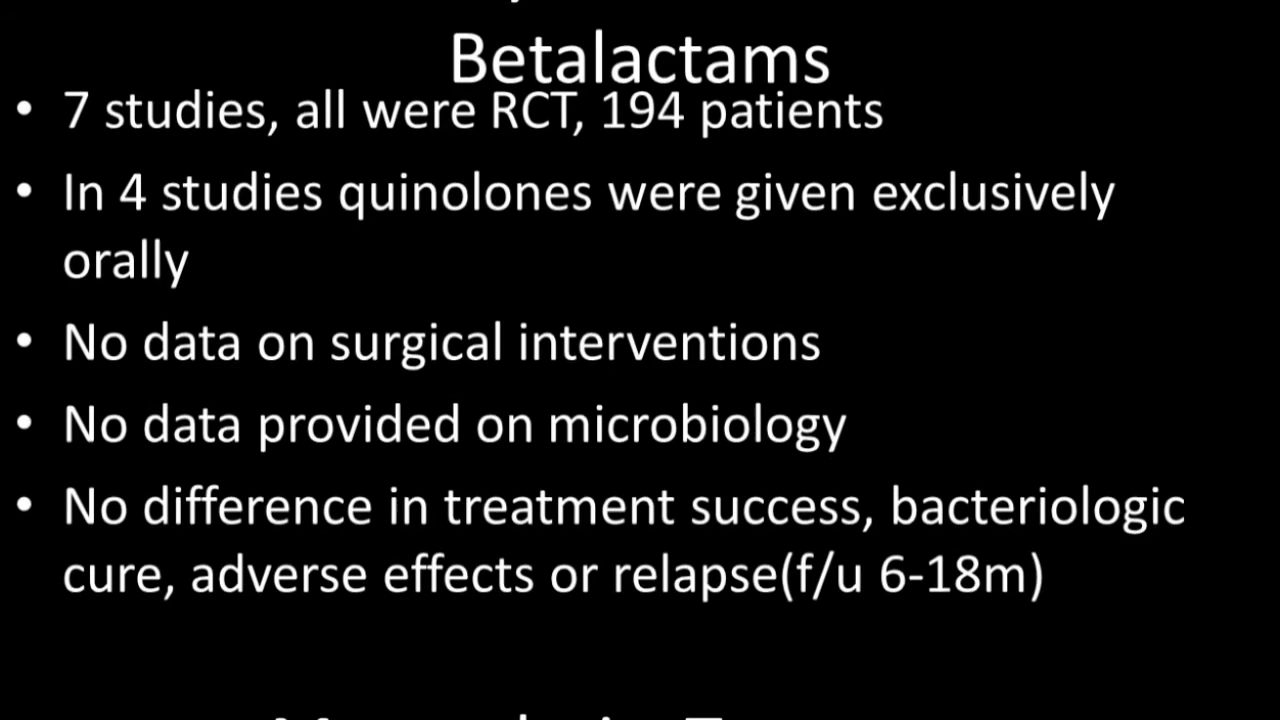 Betalactams
• 7 studies, all were RCT, 194 patients
• In 4 studies quinolones were given exclusively
orally
• No data on surgical interventions
• No data provided on microbiology
• No difference in treatment success, bacteriologic
cure, adverse effects or relapse(f/u 6-18m)